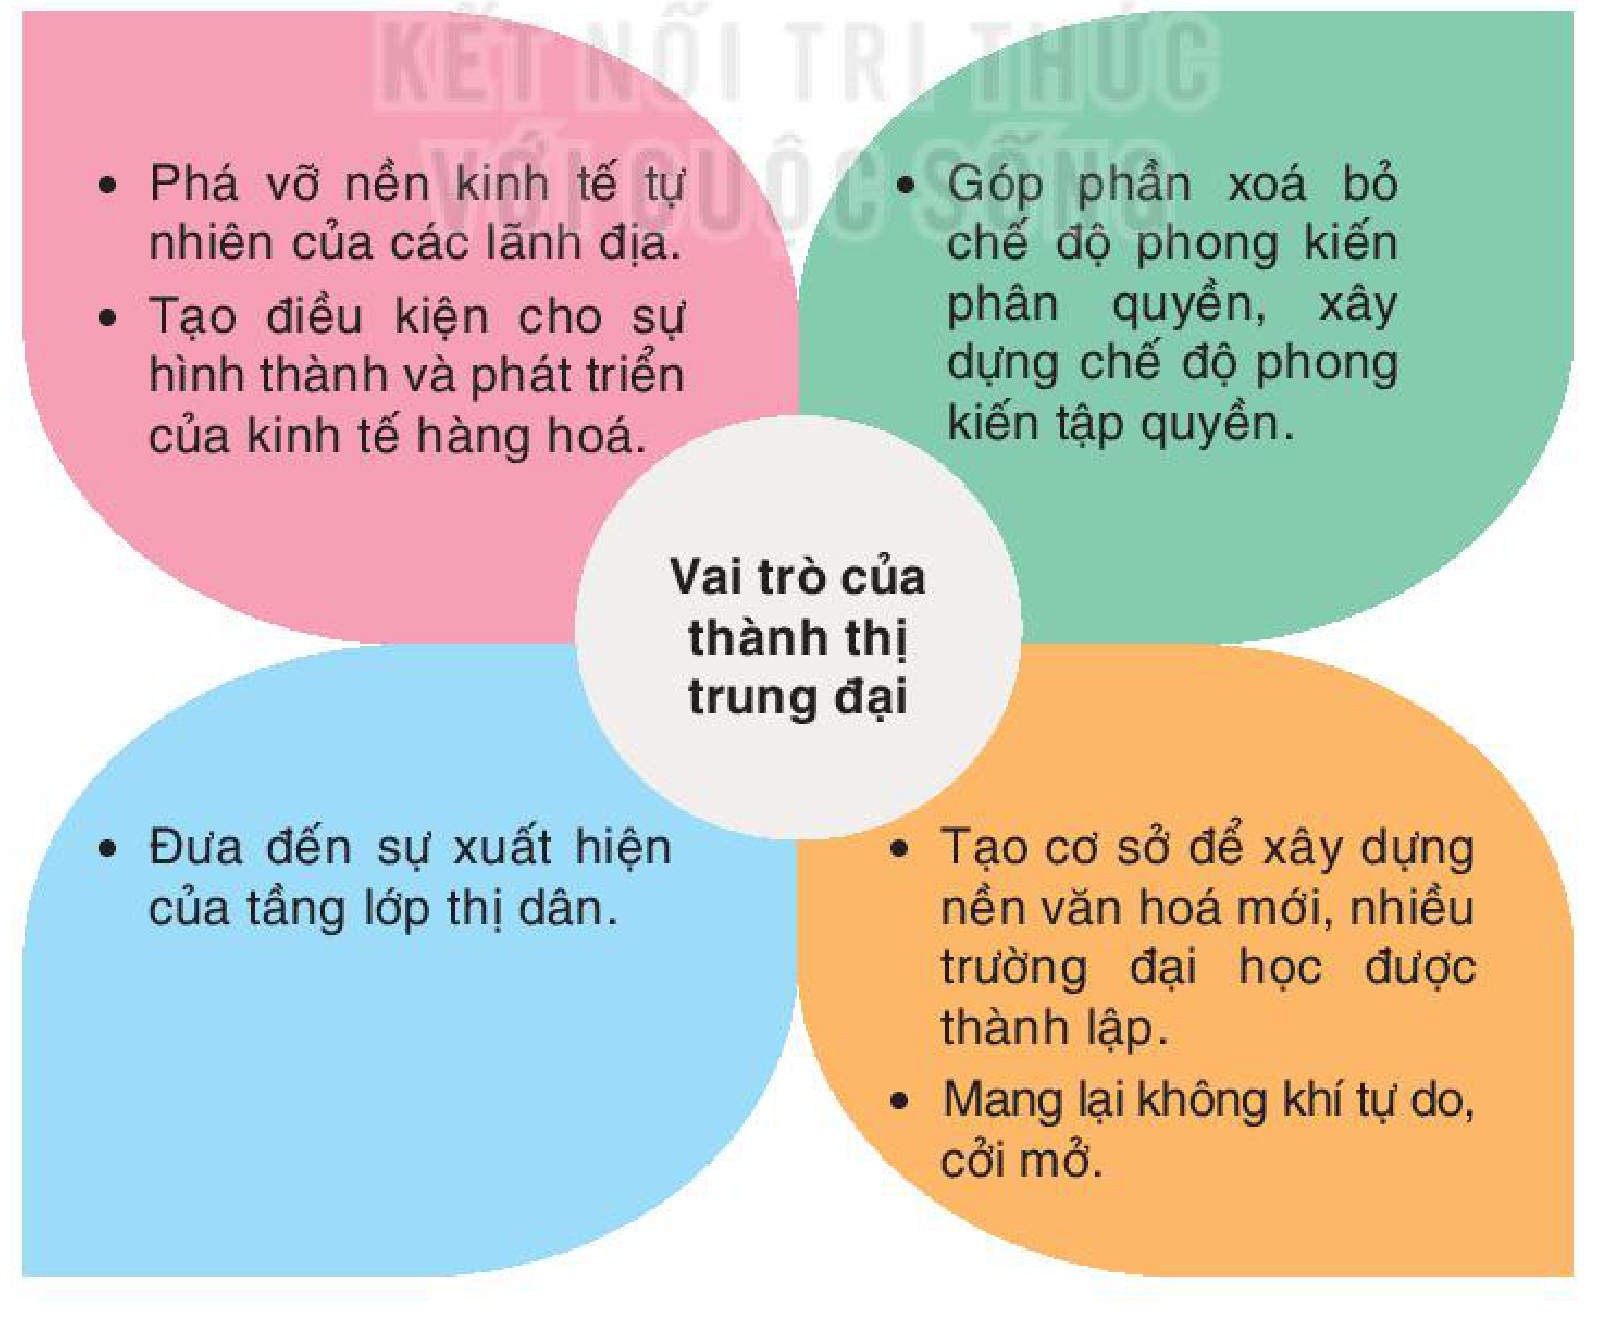 KẾT NỐI TRI THỨC
VỚI CUỘC SỐNG
• Phá vỡ nền kinh tế tự
nhiên của các lãnh địa.
• Tạo điều kiện cho sự
hình thành và phát triển
của kinh tế hàng hoá.
• Góp phần xoá bỏ
chế độ phong kiến
phân quyền, xây
dựng chế độ phong
kiến tập quyền.
Vai trò của
thành thị
trung đại
• Đưa đến sự xuất hiện
của tầng lớp thị dân.
• Tạo cơ sở để xây dựng
nền văn hoá mới, nhiều
trường đại học được
thành lập.
• Mang lại không khí tự do,
cởi mở.